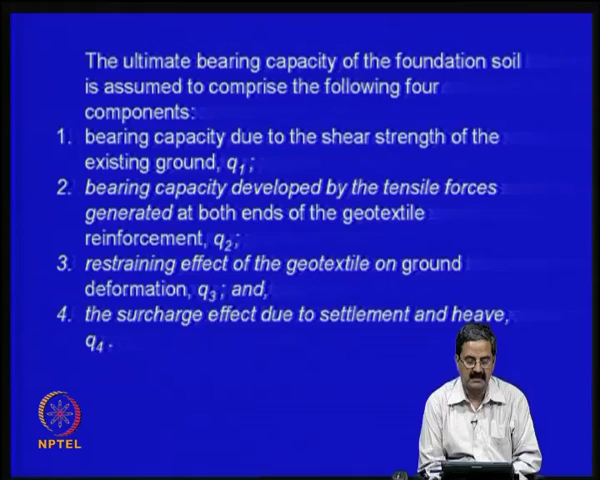 The ultimate bearing capacity of the foundation soil
is assumed to comprise the following four
components:
1. bearing capacity due to the shear strength of the
existing ground, q1;
2. bearing capacity developed by the tensile forces
generated at both ends of the geotextile
reinforcement, q2;
3. restraining effect of the geotextile on ground
deformation, q3; and,
4. the surcharge effect due to settlement and heave,
q4.
NPTEL